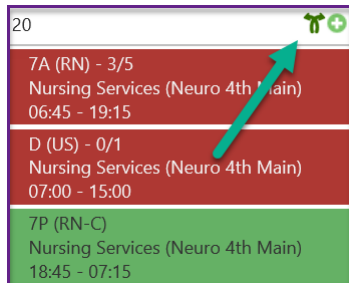 20
7A (RN) - 3/5
Nursing Services (Neuro 4th Main)
06:45 - 19:15
D (US) - 0/1
Nursing Services (Neuro 4th Main)
07:00 - 15:00
7P (RN-C)
Nursing Services (Neuro 4th Main)
18:45 - 07:15